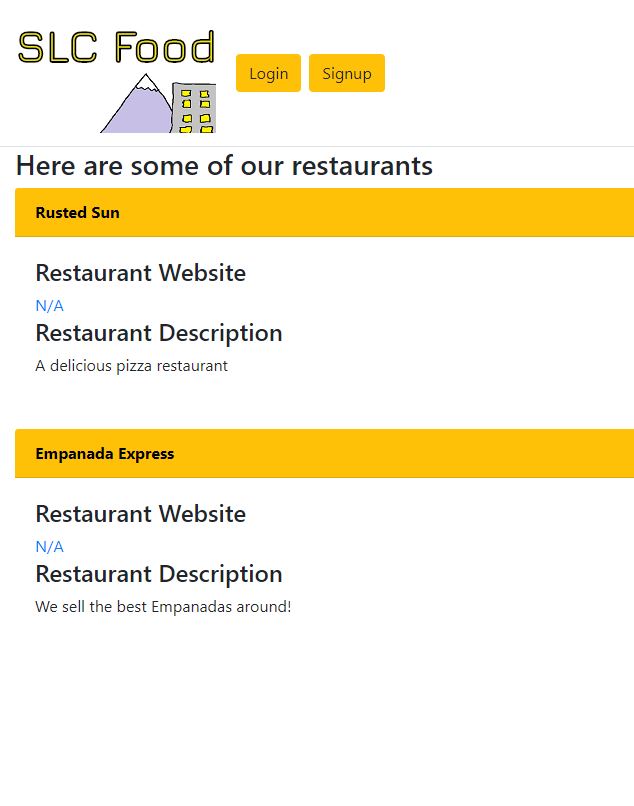 SLC Food
Login Signup
Here are some of our restaurants
Rusted Sun
Restaurant Website
N/A
Restaurant Description
A delicious pizza restaurant
Empanada Express
Restaurant Website
N/A
Restaurant Description
We sell the best Empanadas around!